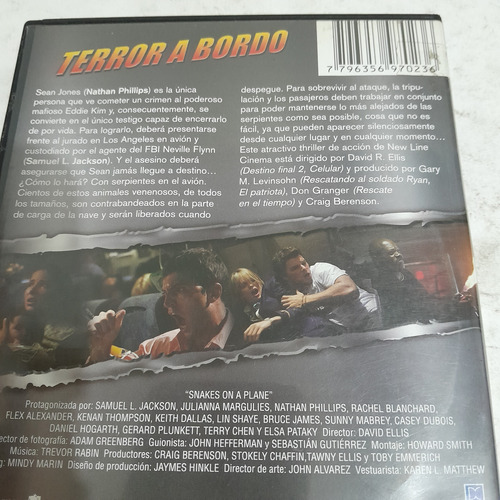 TERROR A BORDO
7 796356 970236
Sean Jones (Nathan Phillips) es la única
persona que ve cometer un crimen al poderoso
mafioso Eddie Kim y, consecuentemente, se
convierte en el único testigo capaz de encerrarlo
de por vida. Para lograrlo, deberá presentarse
frente al jurado en Los Angeles en avión y
custodiado por el agente del FBI Neville Flynn
(Samuel L. Jackson). Y el asesino deberá
asegurarse que Sean jamás llegue a destino...
¿Cómo lo hará? Con serpientes en el avión.
Cientos de estos animales venenosos, de todos
los tamaños, son contrabandeados en la parte
de carga de la nave y serán liberados cuando
despegue. Para sobrevivir al ataque, la tripu-
lación y los pasajeros deben trabajar en conjunto
para poder mantenerse lo más alejados de las
serpientes como sea posible, cosa que no es
fácil, ya que pueden aparecer silenciosamente
desde cualquier lugar y en cualquier momento...
Este atractivo thriller de acción de New Line
Cinema está dirigido por David R. Ellis
(Destino final 2, Celular) y producido por Gary
M. Levinsohn (Rescatando al soldado Ryan,
El patriota), Don Granger (Rescate
en el tiempo) y Craig Berenson.
"SNAKES ON A PLANE"
Protagonizada por: SAMUEL L. JACKSON, JULIANNA MARGULIES, NATHAN PHILLIPS, RACHEL BLANCHARD,
FLEX ALEXANDER, KENAN THOMPSON, KEITH DALLAS, LIN SHAYE, BRUCE JAMES, SUNNY MABREY, CASEY DUBOIS,
DANIEL HOGARTH, GERARD PLUNKETT, TERRY CHEN Y ELSA PATAKY Director: DAVID ELLIS
ector de fotografía: ADAM GREENBERG Guionista: JOHN HEFFERMAN y SEBASTIÁN GUTIÉRREZ Montaje: HOWARD SMITH
Música: TREVOR RABIN Productores: CRAIG BERENSON, STOKELY CHAFFIN,TAWNY ELLIS y TOBY EMMERICH
g: MINDY MARIN Diseño de producción: JAYMES HINKLE Director de arte: JOHN ALVAREZ Vestuarista: KAREN L. MATTHEW